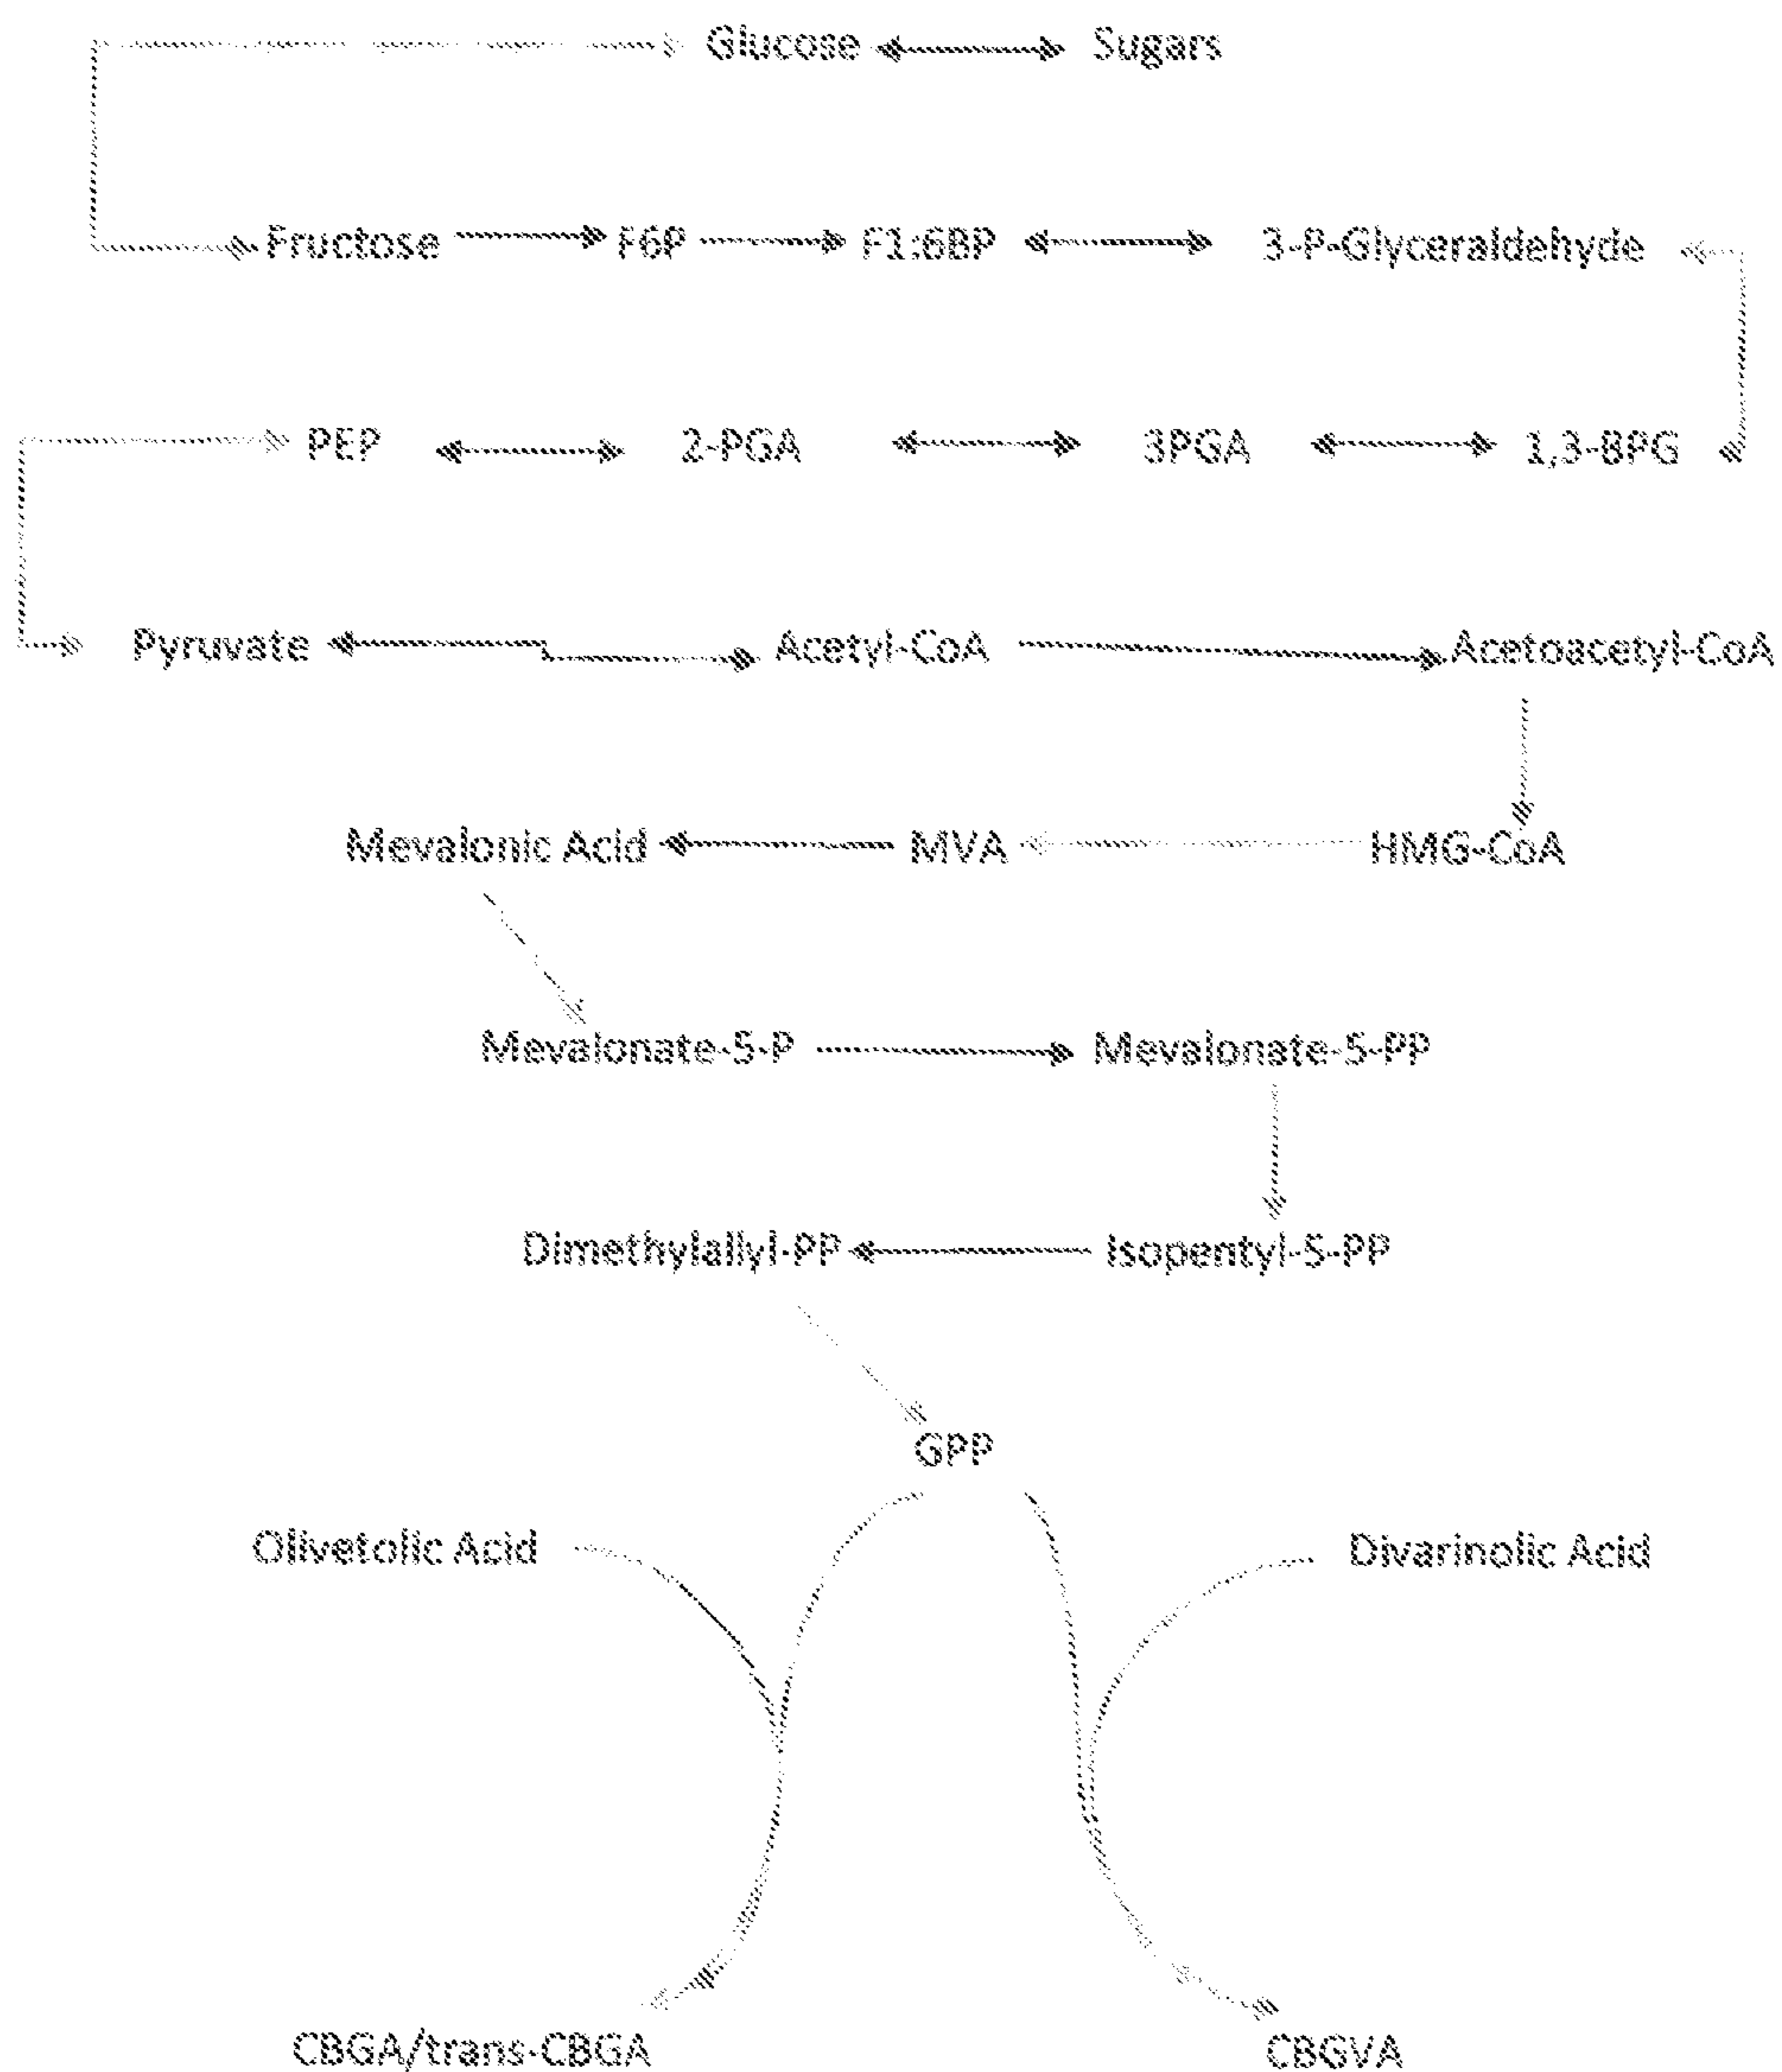 Glucose Sugars
Fructose F6P F1:6BP 3-P-Glyceraldehyde
PEP 2-PGA 3PGA 1,3-BPG
Pyruvate Acetyl-CoA Acetoacetyl-CoA
Mevalonic Acid MVA HMG-CoA
Mevalonate-5-P Mevalonate-5-PP
Dimethylallyl-PP Isopentyl-5-PP
GPP
Olivetolic Acid Divarinolic Acid
CBGA/trans-CBGA CBGVA